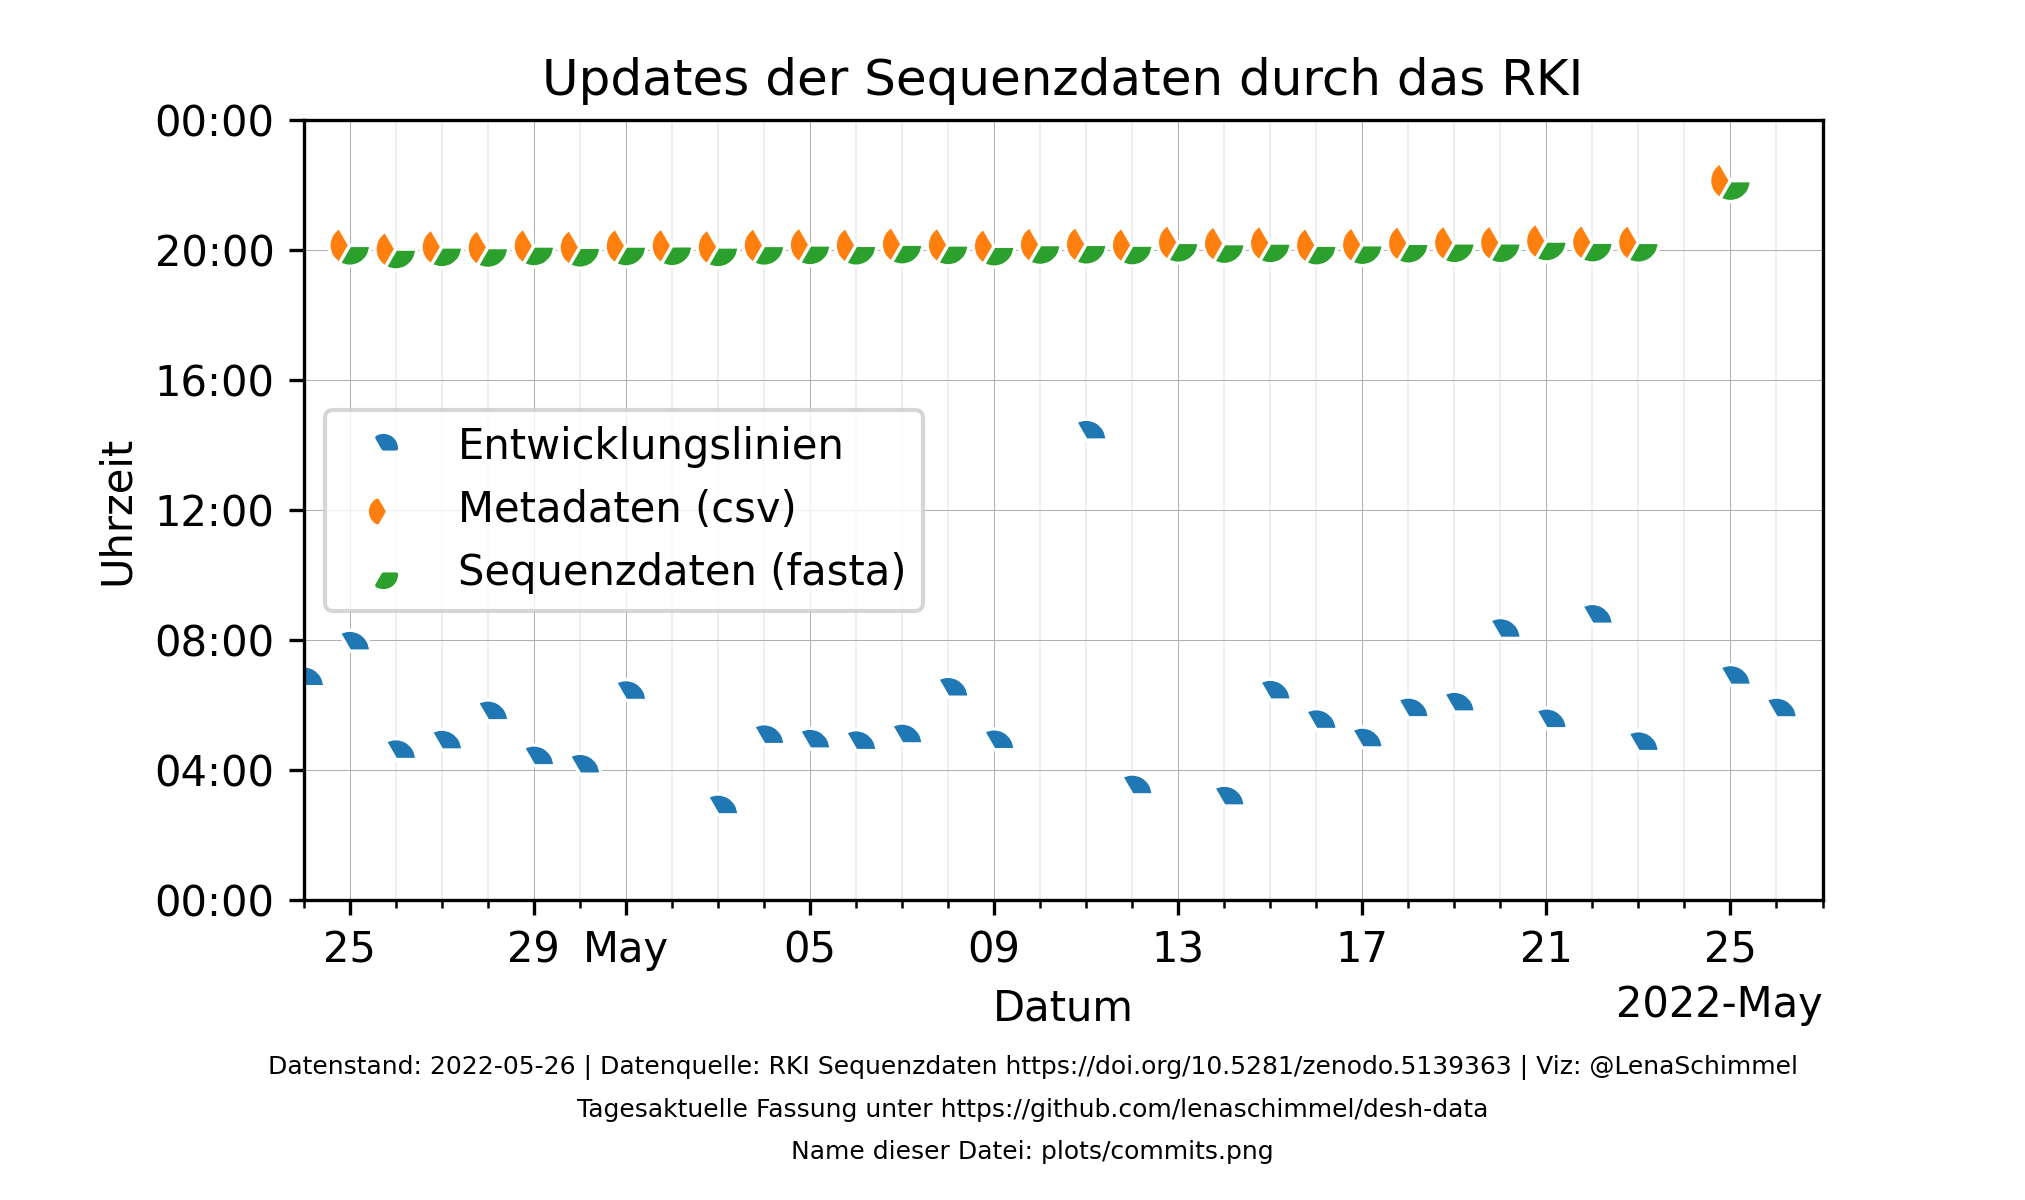 Updates der Sequenzdaten durch das RKI
00:00
20:00
16:00
12:00
08:00
04:00
00:00
Uhrzeit
Entwicklungslinien
Metadaten (csv)
Sequenzdaten (fasta)
25 29 May 05 09 13 17 21 25
Datum
2022-May
Datenstand: 2022-05-26 | Datenquelle: RKI Sequenzdaten https://doi.org/10.5281/zenodo.5139363 | Viz: @LenaSchimmel
Tagesaktuelle Fassung unter https://github.com/lenaschimmel/desh-data
Name dieser Datei: plots/commits.png